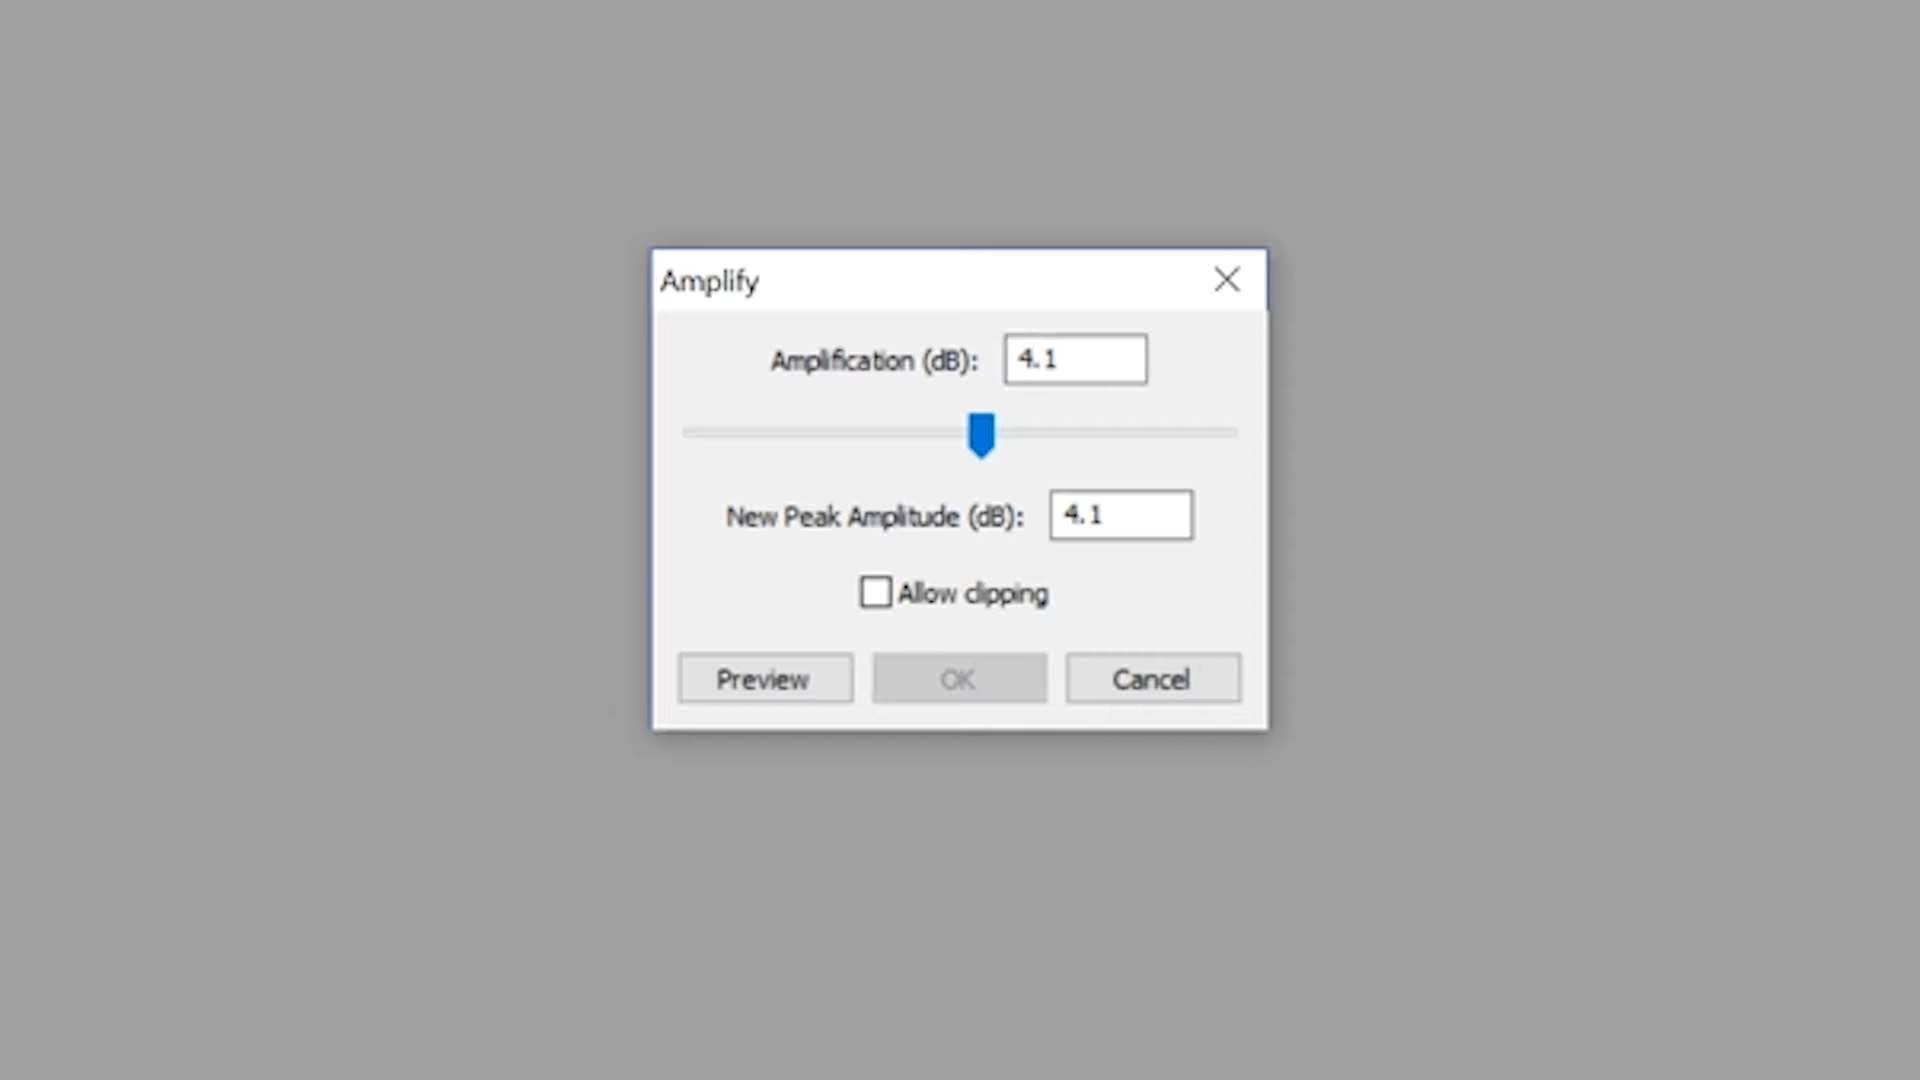 Amplify
Amplification (dB): 4.1
New Peak Amplitude (dB): 4.1
Allow clipping
Preview OK Cancel